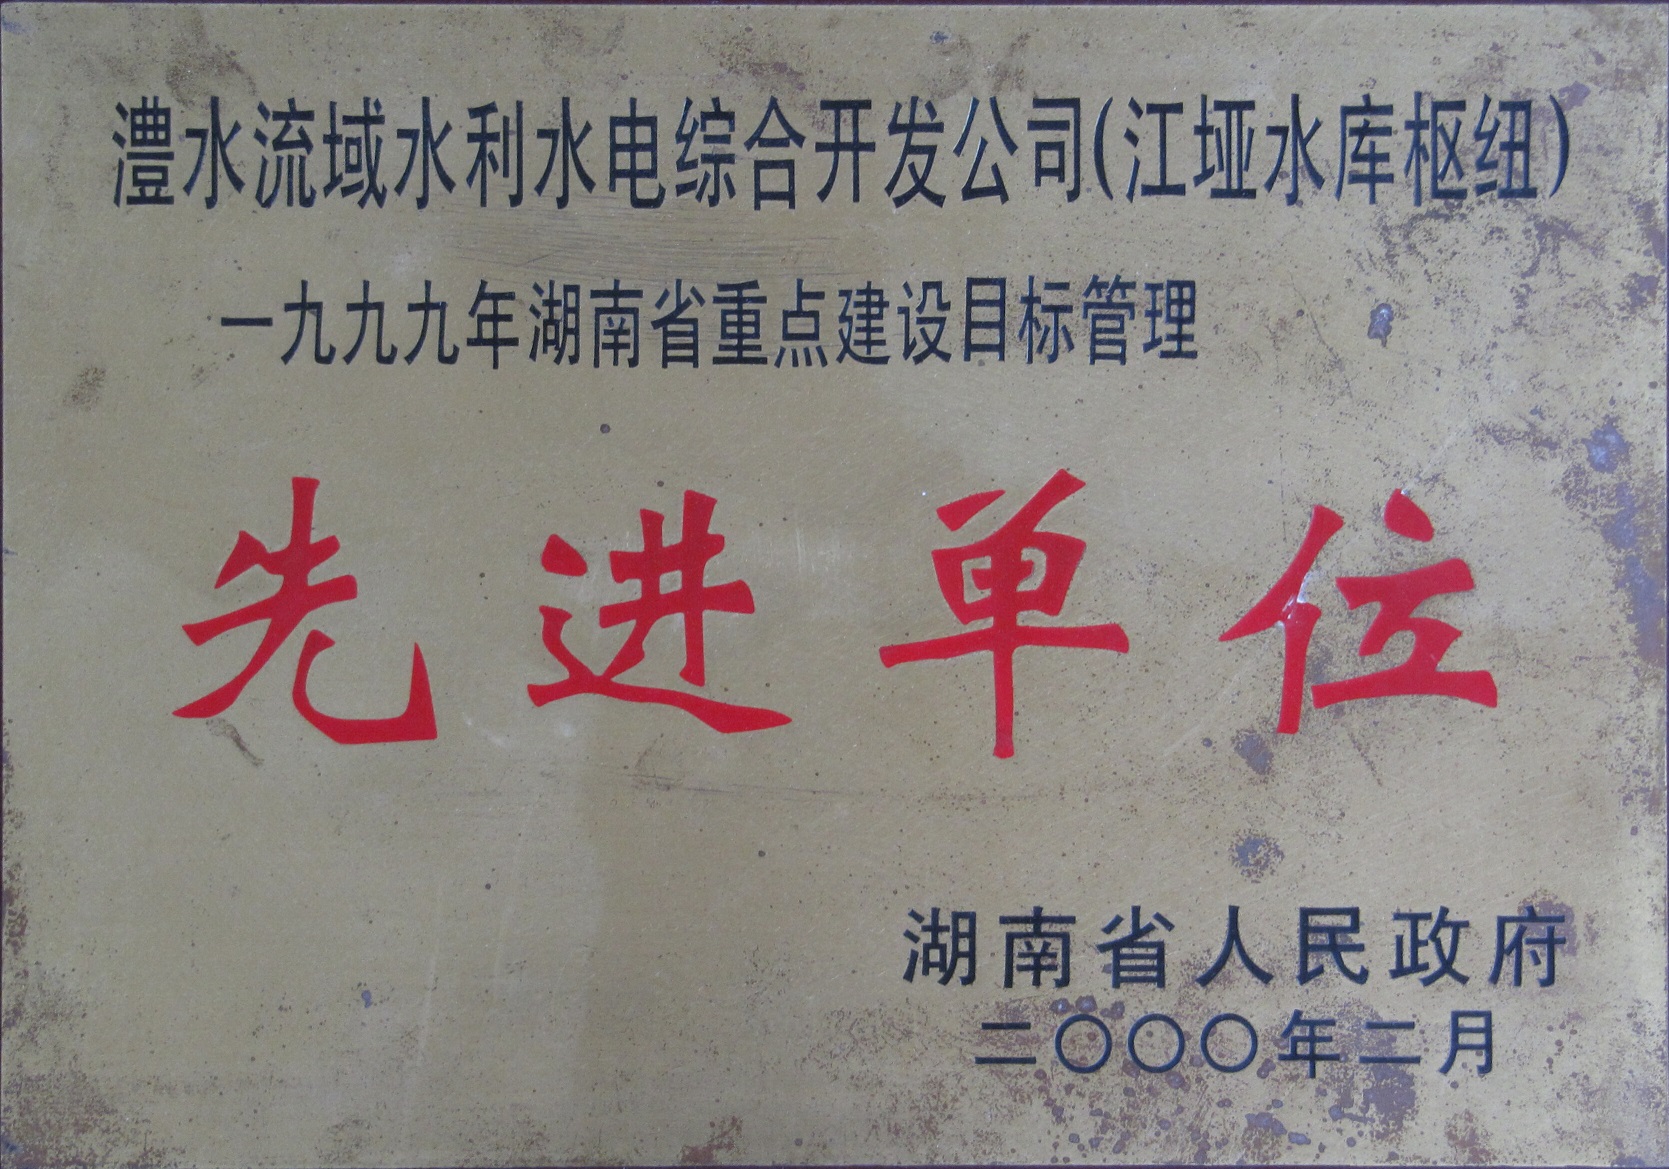 澧水流域水利水电综合开发公司(江垭水库枢纽)
一九九九年湖南省重点建设目标管理
先进单位
湖南省人民政府
二〇〇〇年二月